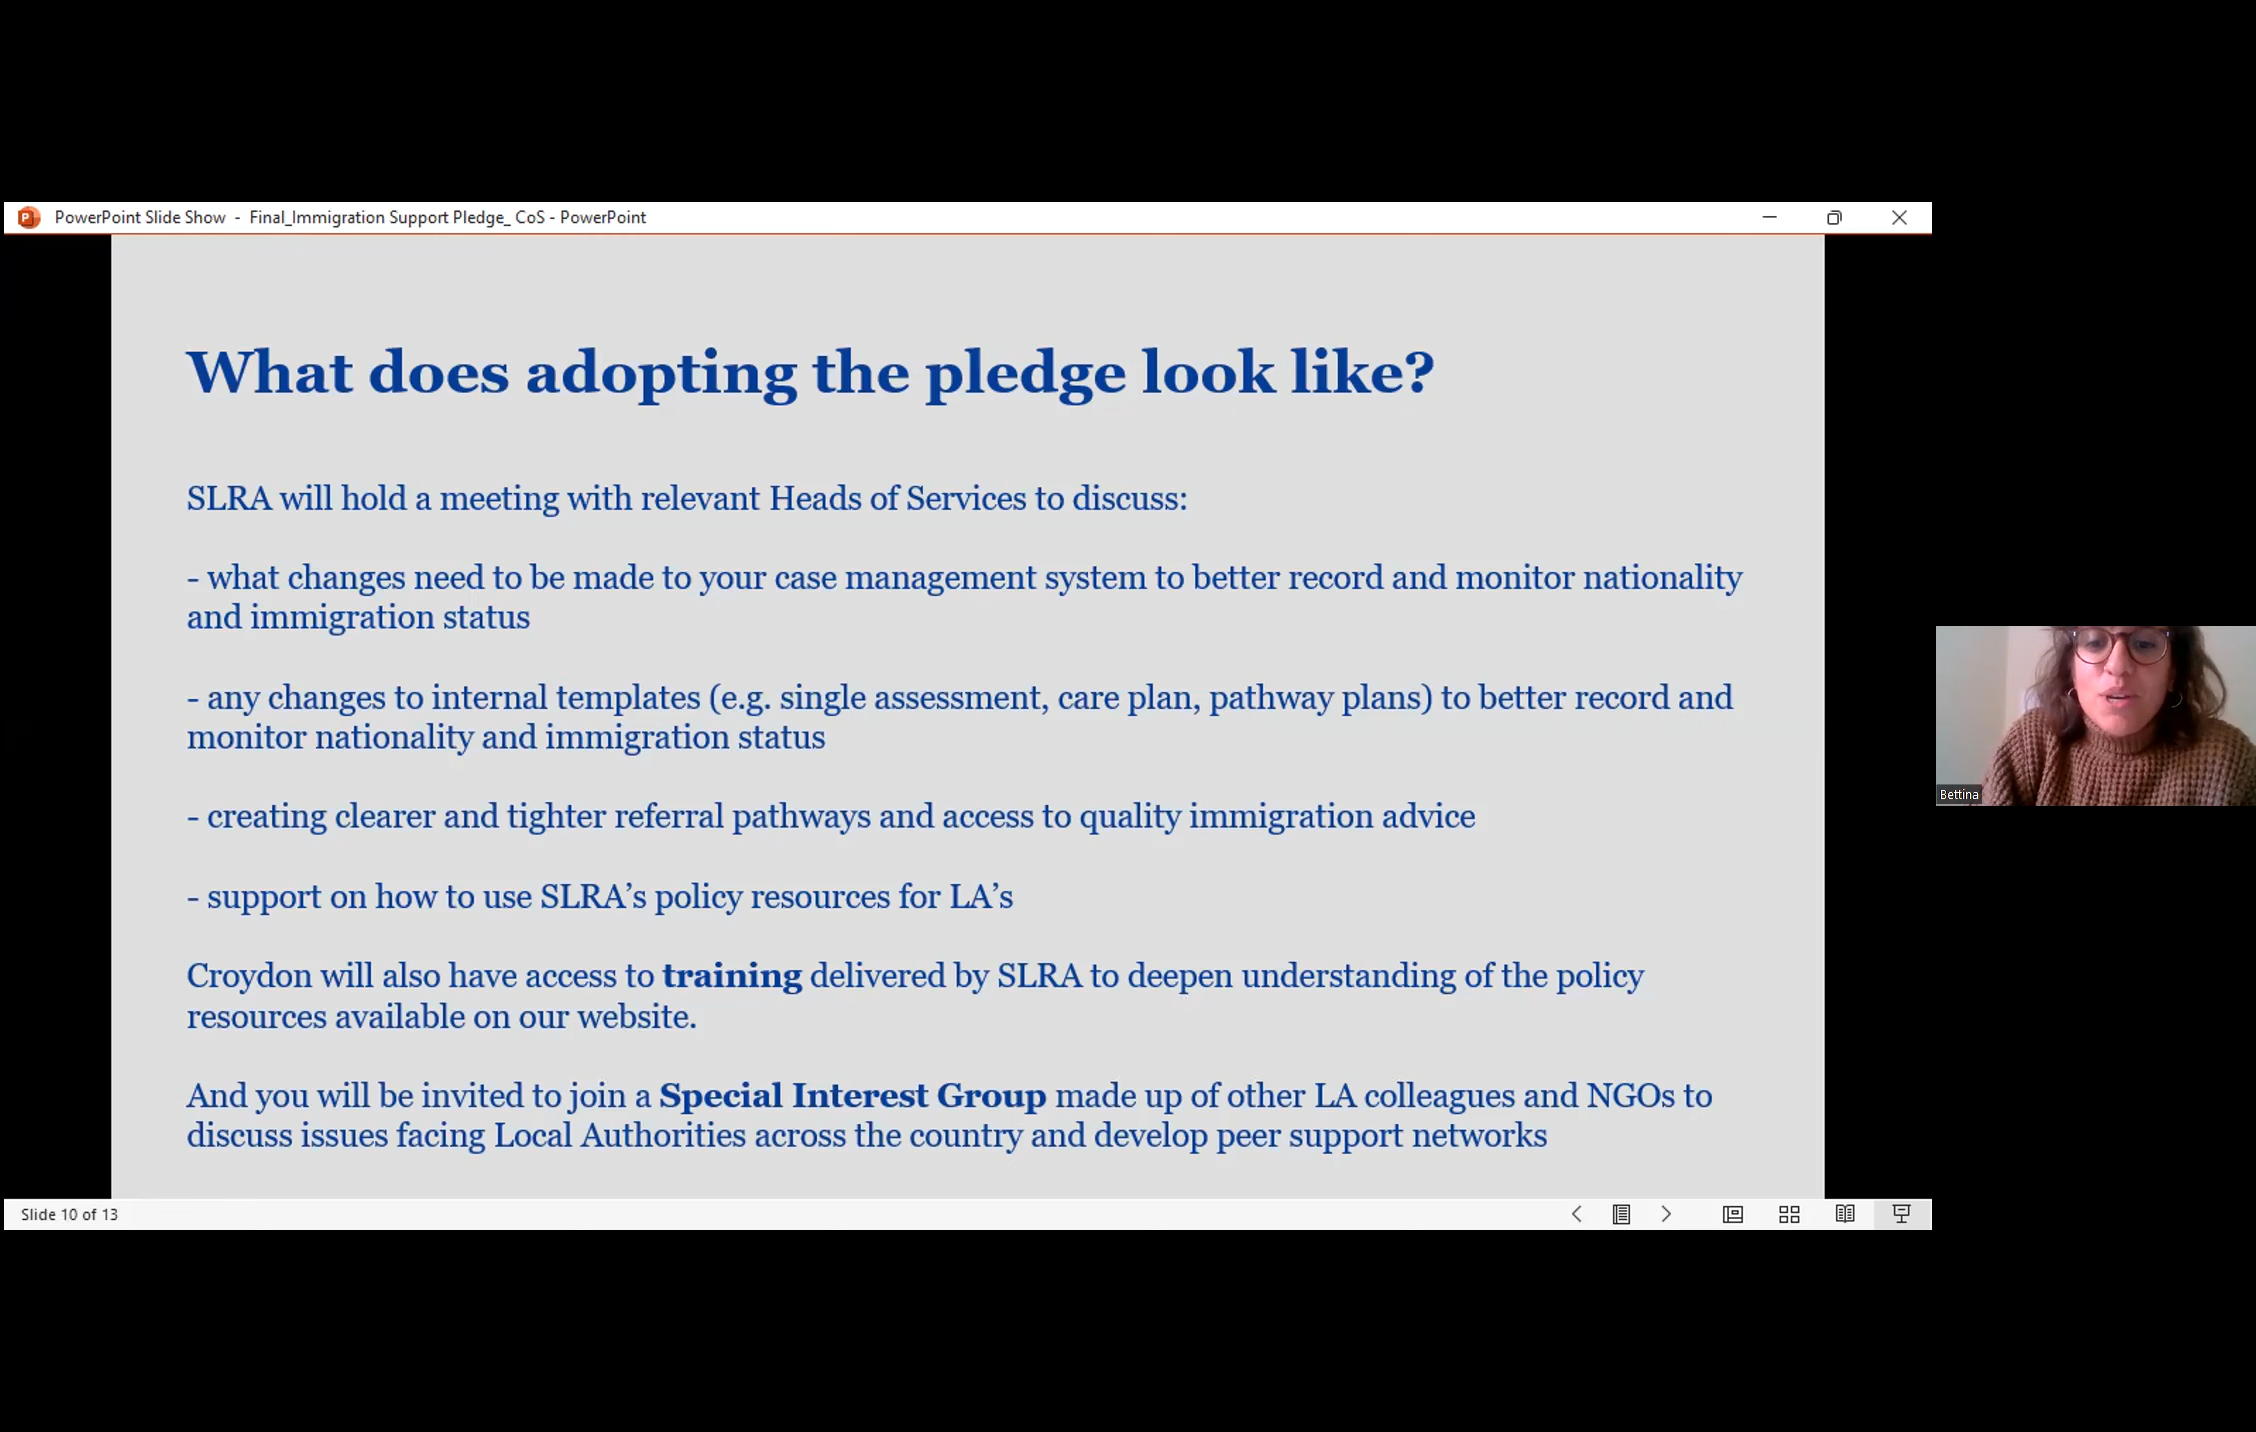 PowerPoint Slide Show - Final_Immigration Support Pledge_ CoS - PowerPoint
What does adopting the pledge look like?
SLRA will hold a meeting with relevant Heads of Services to discuss:
- what changes need to be made to your case management system to better record and monitor nationality
and immigration status
- any changes to internal templates (e.g. single assessment, care plan, pathway plans) to better record and
monitor nationality and immigration status
- creating clearer and tighter referral pathways and access to quality immigration advice
- support on how to use SLRA’s policy resources for LA’s
Croydon will also have access to training delivered by SLRA to deepen understanding of the policy
resources available on our website.
And you will be invited to join a Special Interest Group made up of other LA colleagues and NGOs to
discuss issues facing Local Authorities across the country and develop peer support networks
Bettina
Slide 10 of 13